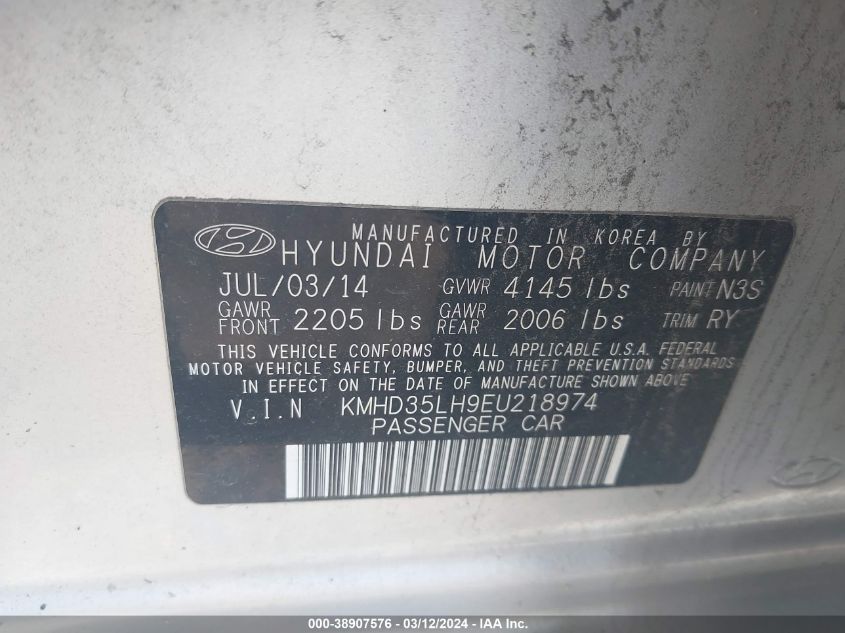 MANUFACTURED IN KOREA BY
HYUNDAI MOTOR COMPANY
JUL/03/14 GVWR 4145 lbs PAINT N3S
GAWR FRONT 2205 lbs GAWR REAR 2006 lbs TRIM RY
THIS VEHICLE CONFORMS TO ALL APPLICABLE U.S.A. FEDERAL
MOTOR VEHICLE SAFETY, BUMPER, AND THEFT PREVENTION STANDARDS
IN EFFECT ON THE DATE OF MANUFACTURE SHOWN ABOVE
V.I.N KMHD35LH9EU218974
PASSENGER CAR
000-38907576 - 03/12/2024 - IAA Inc.